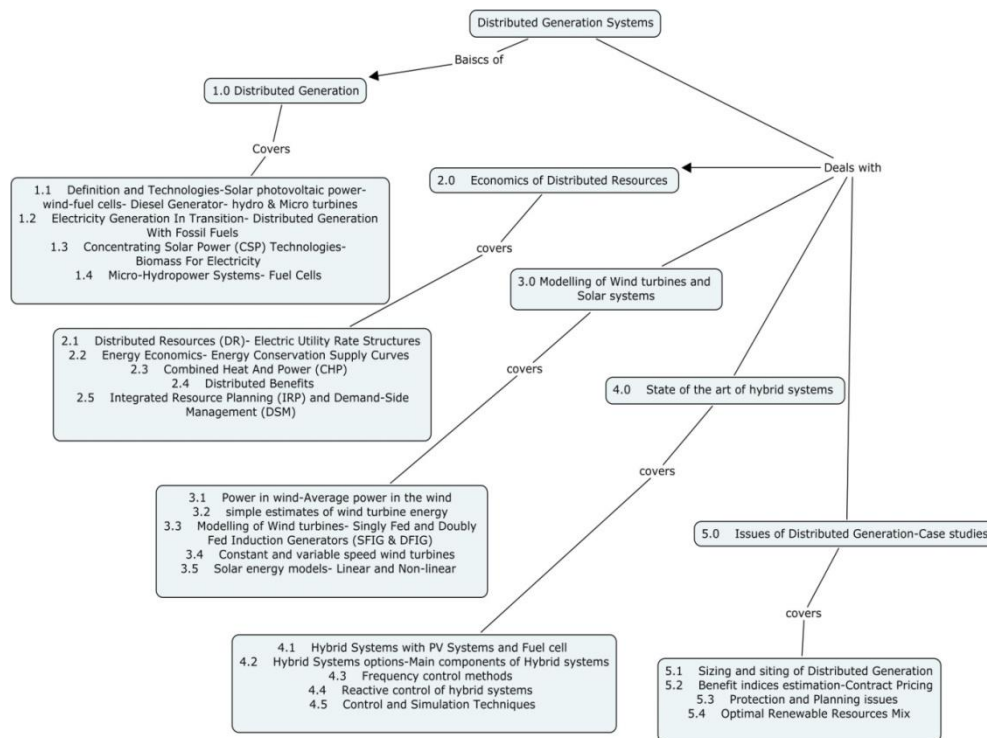 Distributed Generation Systems
Baiscs of
1.0 Distributed Generation
Covers
1.1 Definition and Technologies-Solar photovoltaic power-
wind-fuel cells- Diesel Generator- hydro & Micro turbines
1.2 Electricity Generation In Transition- Distributed Generation
With Fossil Fuels
1.3 Concentrating Solar Power (CSP) Technologies-
Biomass For Electricity
1.4 Micro-Hydropower Systems- Fuel Cells
Deals with
2.0 Economics of Distributed Resources
covers
2.1 Distributed Resources (DR)- Electric Utility Rate Structures
2.2 Energy Economics- Energy Conservation Supply Curves
2.3 Combined Heat And Power (CHP)
2.4 Distributed Benefits
2.5 Integrated Resource Planning (IRP) and Demand-Side
Management (DSM)
3.0 Modelling of Wind turbines and
Solar systems
covers
3.1 Power in wind-Average power in the wind
3.2 simple estimates of wind turbine energy
3.3 Modelling of Wind turbines- Singly Fed and Doubly
Fed Induction Generators (SFIG & DFIG)
3.4 Constant and variable speed wind turbines
3.5 Solar energy models- Linear and Non-linear
4.0 State of the art of hybrid systems
covers
4.1 Hybrid Systems with PV Systems and Fuel cell
4.2 Hybrid Systems options-Main components of Hybrid systems
4.3 Frequency control methods
4.4 Reactive control of hybrid systems
4.5 Control and Simulation Techniques
5.0 Issues of Distributed Generation-Case studies
covers
5.1 Sizing and siting of Distributed Generation
5.2 Benefit indices estimation-Contract Pricing
5.3 Protection and Planning issues
5.4 Optimal Renewable Resources Mix